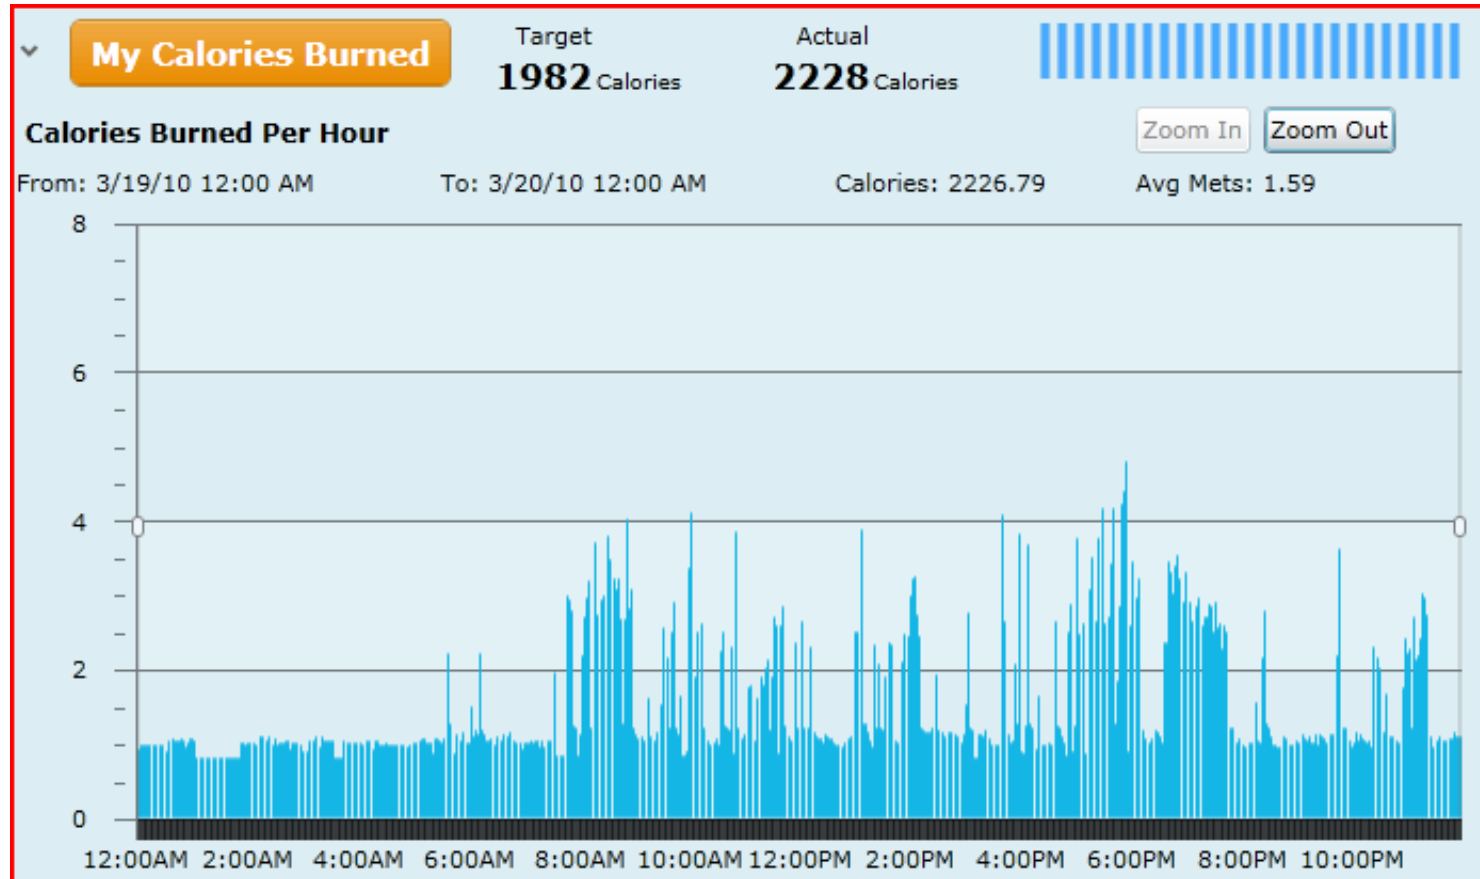 My Calories Burned
Target
1982 Calories
Actual
2228 Calories
Calories Burned Per Hour
Zoom In
Zoom Out
From: 3/19/10 12:00 AM
To: 3/20/10 12:00 AM
Calories: 2226.79
Avg Mets: 1.59
8
6
4
2
0
12:00AM 2:00AM 4:00AM 6:00AM 8:00AM 10:00AM 12:00PM 2:00PM 4:00PM 6:00PM 8:00PM 10:00PM